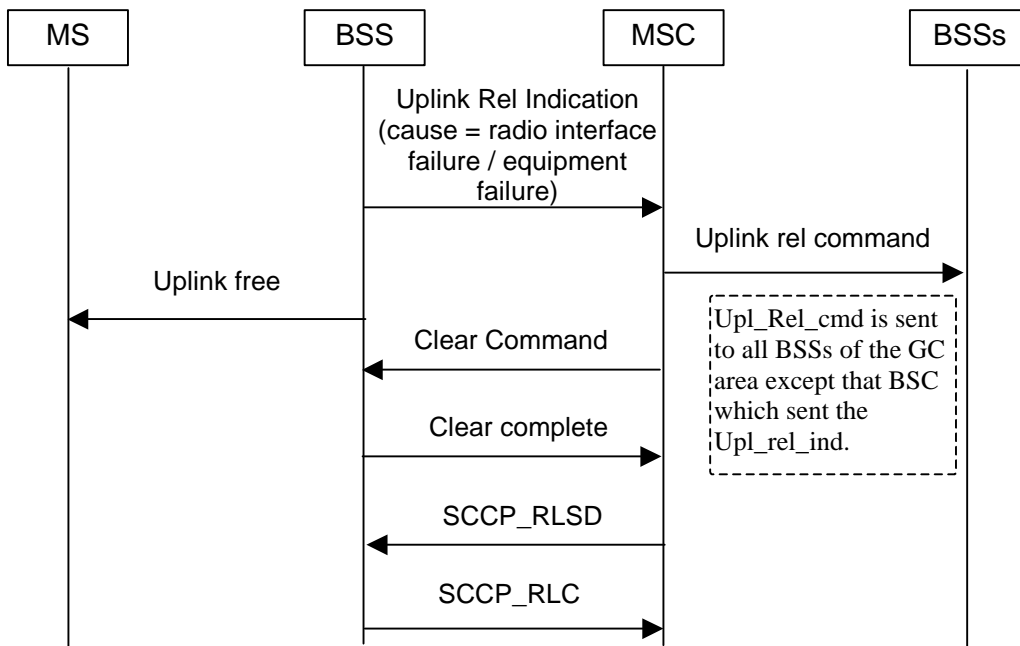 MS
BSS
MSC
BSSs
Uplink Rel Indication
(cause = radio interface
failure / equipment
failure)
Uplink rel command
Uplink free
Upl_Rel_cmd is sent
to all BSSs of the GC
area except that BSC
which sent the
Upl_rel_ind.
Clear Command
Clear complete
SCCP_RLSD
SCCP_RLC